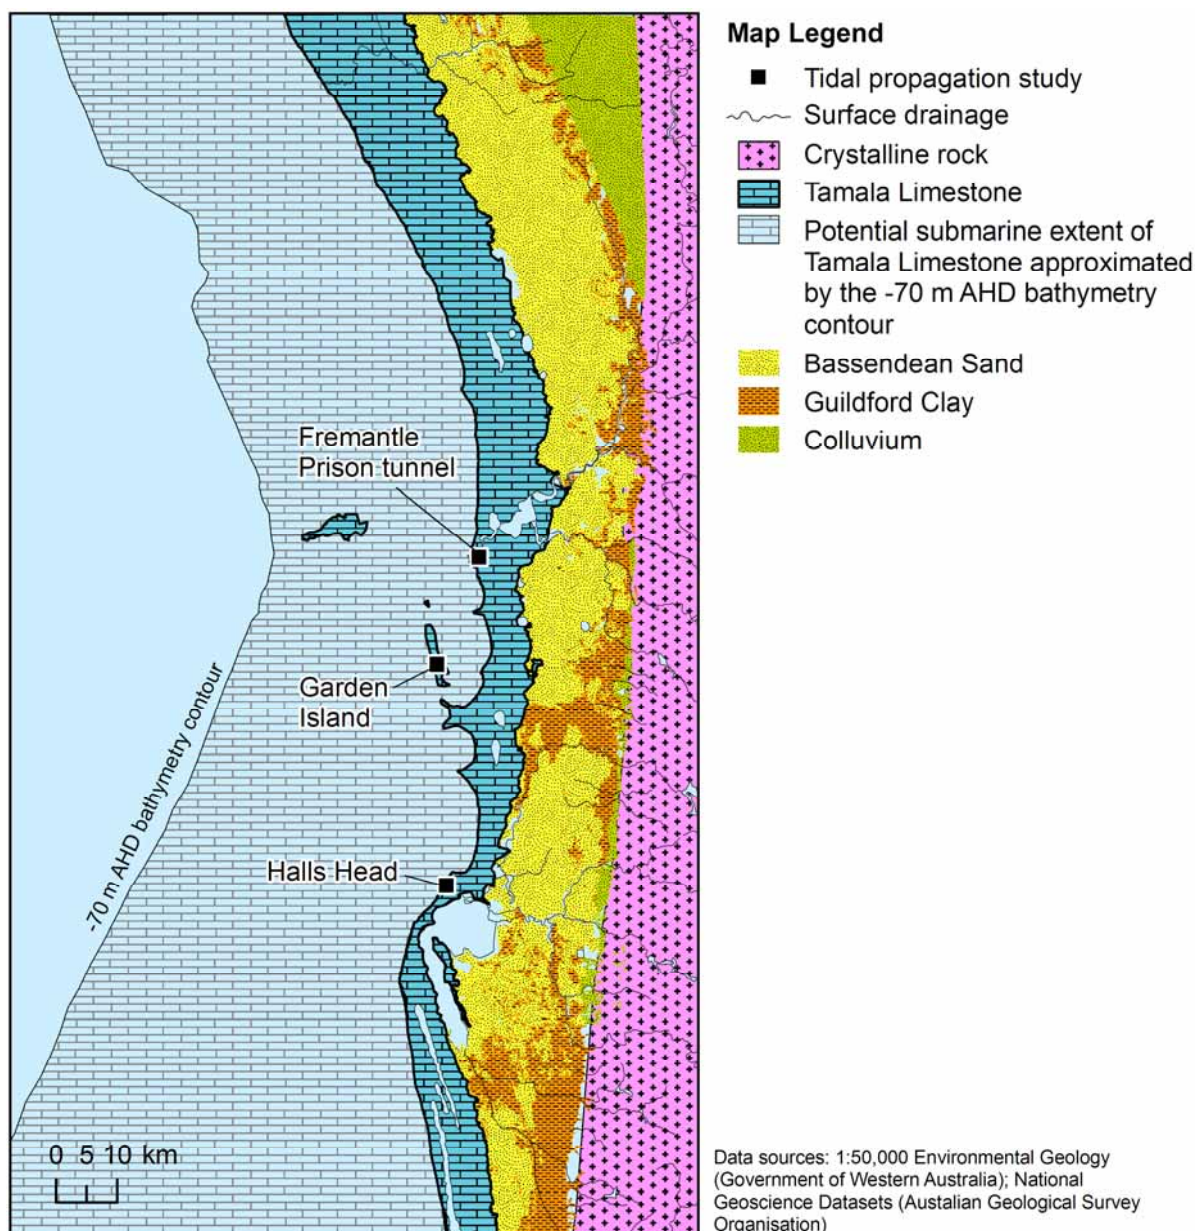 Map Legend
Tidal propagation study
Surface drainage
Crystalline rock
Tamala Limestone
Potential submarine extent of
Tamala Limestone approximated
by the -70 m AHD bathymetry
contour
Bassendean Sand
Guildford Clay
Colluvium
Fremantle
Prison tunnel
Garden
Island
-70 m AHD bathymetry contour
Halls Head
0 5 10 km
Data sources: 1:50,000 Environmental Geology
(Government of Western Australia); National
Geoscience Datasets (Austalian Geological Survey
Organisation)